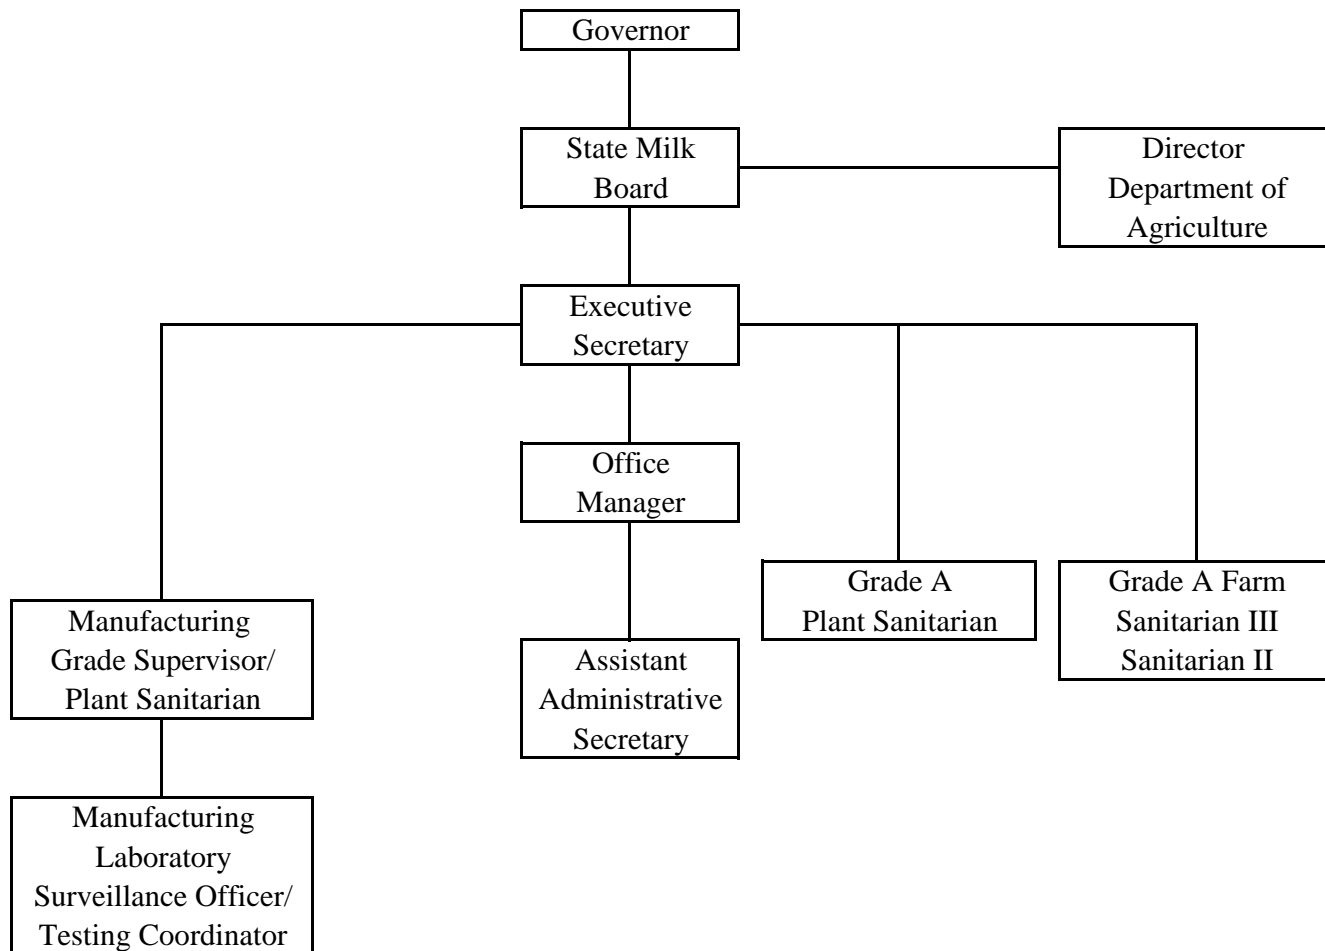 Governor
State Milk
Board
Director
Department of
Agriculture
Executive
Secretary
Office
Manager
Grade A
Plant Sanitarian
Grade A Farm
Sanitarian III
Sanitarian II
Manufacturing
Grade Supervisor/
Plant Sanitarian
Assistant
Administrative
Secretary
Manufacturing
Laboratory
Surveillance Officer/
Testing Coordinator